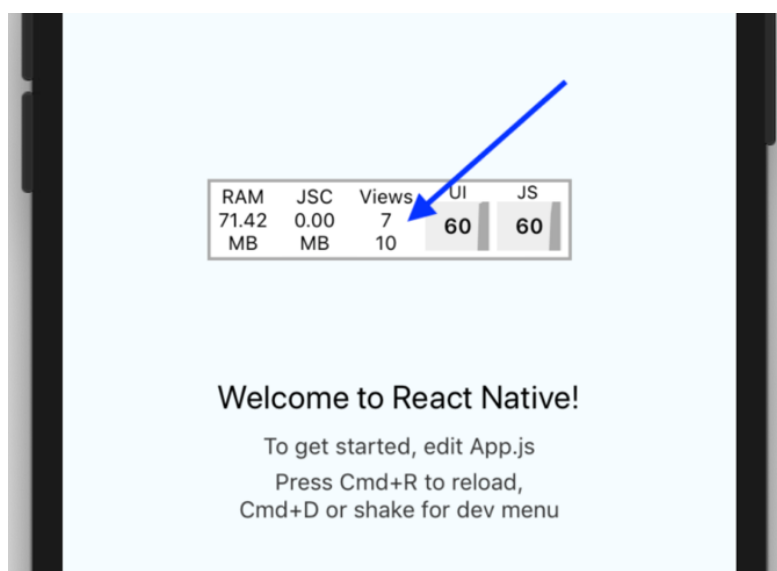 RAM JSC Views UI JS
71.42 0.00 7 60 60
MB MB 10
Welcome to React Native!
To get started, edit App.js
Press Cmd+R to reload,
Cmd+D or shake for dev menu